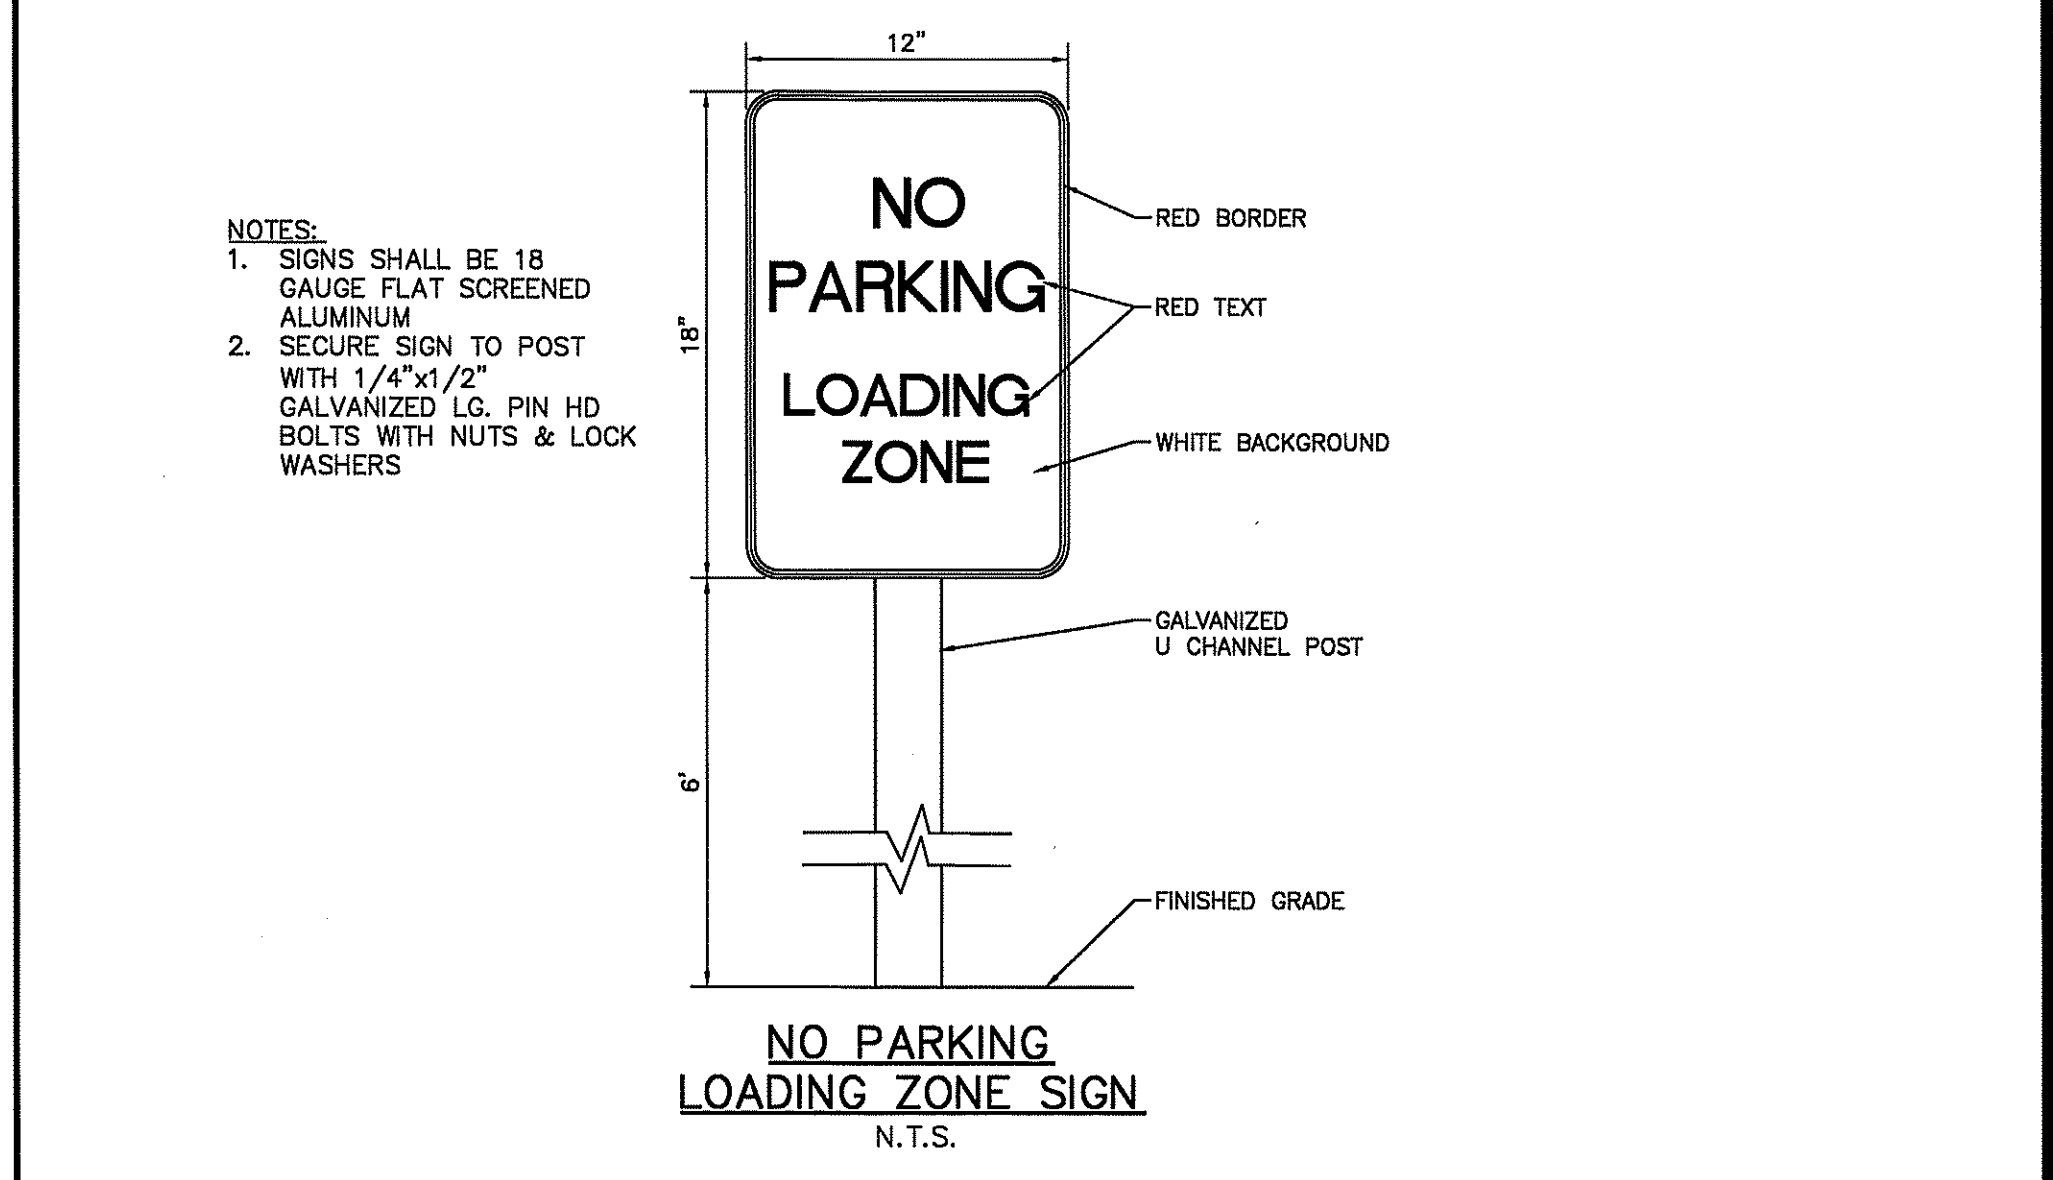 12"
NO
PARKING
LOADING
ZONE
18"
6'
RED BORDER
RED TEXT
WHITE BACKGROUND
GALVANIZED
U CHANNEL POST
FINISHED GRADE
NOTES:
1. SIGNS SHALL BE 18
GAUGE FLAT SCREENED
ALUMINUM
2. SECURE SIGN TO POST
WITH 1/4"x1/2"
GALVANIZED LG. PIN HD
BOLTS WITH NUTS & LOCK
WASHERS
NO PARKING
LOADING ZONE SIGN
N.T.S.